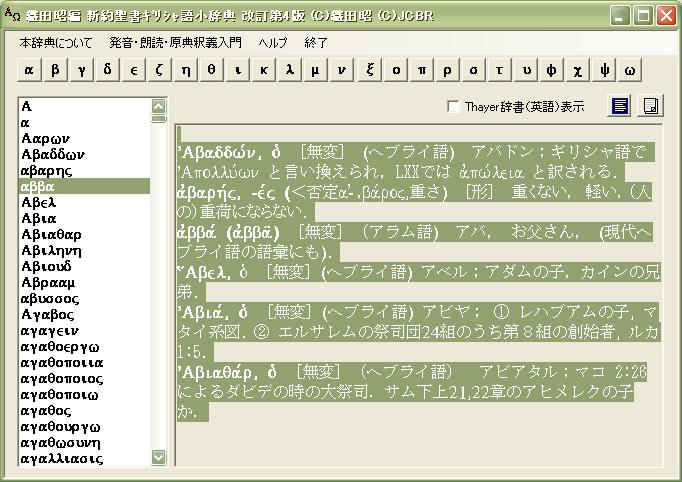 織田昭編 新約聖書ギリシャ語小辞典 改訂第4版 (C)織田昭 (C)JCBR
本辞典について 発音・朗読・原典釈義入門 ヘルプ 終了
α β γ δ ϵ ζ η θ ι κ λ μ ν ξ ο π ρ σ τ υ φ χ ψ ω
Thayer辞書(英語)表示
Α
α
Ααρων
Αβαδδων
αβαρης
αββα
Αβελ
Αβια
Αβιαθαρ
Αβιληνη
Αβιουδ
Αβρααμ
αβυσσος
Αγαβος
αγαγειν
αγαθοεργω
αγαθοποιια
αγαθοποιος
αγαθοποιω
αγαθος
αγαθουργω
αγαθωσυνη
αγαλλιασις
Ἀβαδδών, ὁ [無変] (ヘブライ語) アバドン；ギリシャ語で
Ἀπολλύων と言い換えられ，LXXでは ἀπώλεια と訳される．
ἀβαρής, -ές (＜否定α'-,βάρος,重さ) [形] 重くない，軽い，(人
の)重荷にならない．
ἀββά (ἀββᾶ) [無変] (アラム語) アバ， お父さん， (現代ヘ
ブライ語の語彙にも)．
Ἄβελ, ὁ [無変] (ヘブライ語) アベル；アダムの子，カインの兄
弟．
Ἀβιά, ὁ [無変] (ヘブライ語) アビヤ； ① レハブアムの子，マ
タイ系図．② エルサレムの祭司団24組のうち第８組の創始者，ルカ
1:5．
Ἀβιαθάρ, ὁ [無変] (ヘブライ語) アビアタル；マコ 2:26
によるダビデの時の大祭司．サム下上21,22章のアヒメレクの子
か．